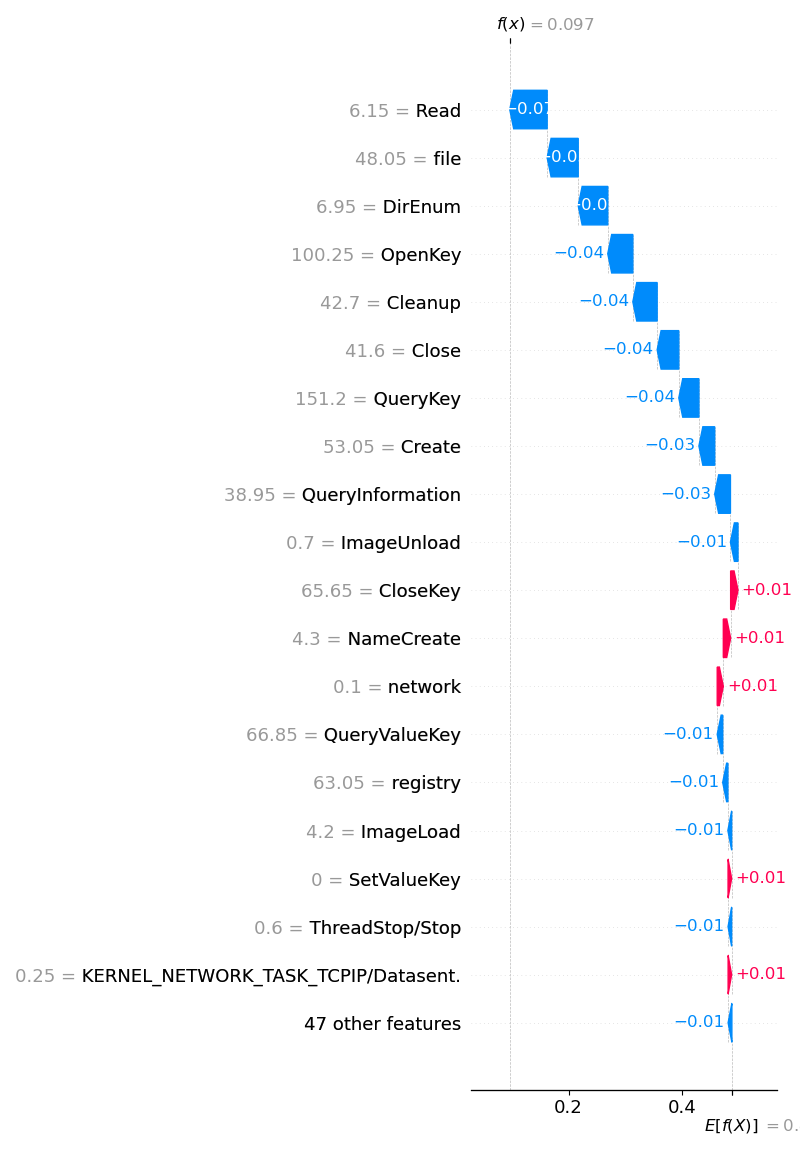 f(x) = 0.097
6.15 = Read −0.07
48.05 = file −0.0
6.95 = DirEnum −0.0
100.25 = OpenKey −0.04
42.7 = Cleanup −0.04
41.6 = Close −0.04
151.2 = QueryKey −0.04
53.05 = Create −0.03
38.95 = QueryInformation −0.03
0.7 = ImageUnload −0.01
65.65 = CloseKey +0.01
4.3 = NameCreate +0.01
0.1 = network +0.01
66.85 = QueryValueKey −0.01
63.05 = registry −0.01
4.2 = ImageLoad −0.01
0 = SetValueKey +0.01
0.6 = ThreadStop/Stop −0.01
0.25 = KERNEL_NETWORK_TASK_TCPIP/Datasent. +0.01
47 other features −0.01
0.2 0.4
E[f(X)] = 0.